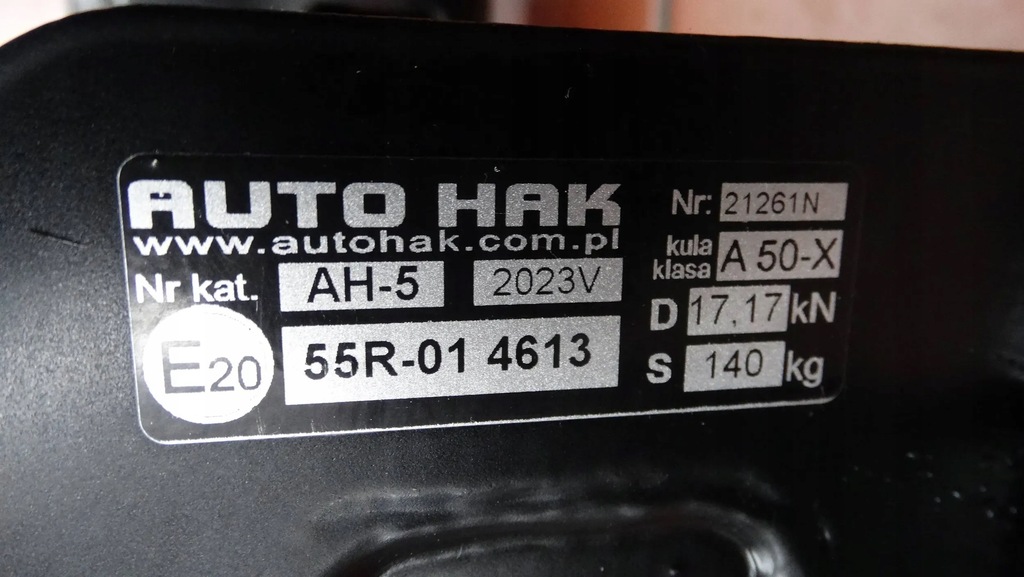 AUTO HAK
www.autohak.com.pl
Nr kat. AH-5 2023V
E20 55R-01 4613
Nr: 21261N
kula klasa A 50-X
D 17,17 kN
S 140 kg